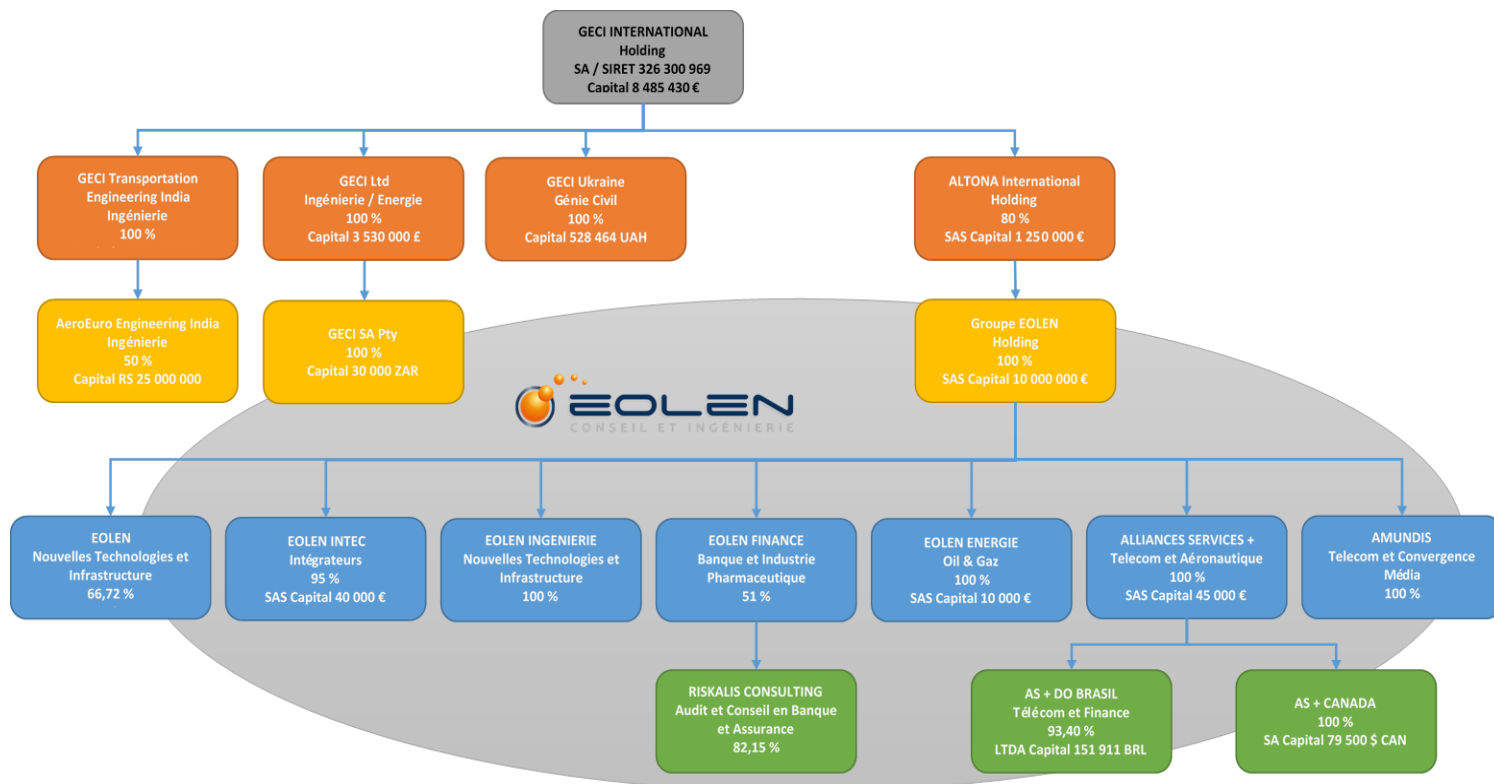 GECI INTERNATIONAL
Holding
SA / SIRET 326 300 969
Capital 8 485 430 €
GECI Transportation
Engineering India
Ingénierie
100 %
GECI Ltd
Ingénierie / Energie
100 %
Capital 3 530 000 £
GECI Ukraine
Génie Civil
100 %
Capital 528 464 UAH
ALTONA International
Holding
80 %
SAS Capital 1 250 000 €
AeroEuro Engineering India
Ingénierie
50 %
Capital RS 25 000 000
GECI SA Pty
100 %
Capital 30 000 ZAR
Groupe EOLEN
Holding
100 %
SAS Capital 10 000 000 €
EOLEN
CONSEIL ET INGÉNIERIE
EOLEN
Nouvelles Technologies et
Infrastructure
66,72 %
EOLEN INTEC
Intégrateurs
95 %
SAS Capital 40 000 €
EOLEN INGENIERIE
Nouvelles Technologies et
Infrastructure
100 %
EOLEN FINANCE
Banque et Industrie
Pharmaceutique
51 %
EOLEN ENERGIE
Oil & Gaz
100 %
SAS Capital 10 000 €
ALLIANCES SERVICES +
Telecom et Aéronautique
100 %
SAS Capital 45 000 €
AMUNDIS
Telecom et Convergence
Média
100 %
RISKALIS CONSULTING
Audit et Conseil en Banque
et Assurance
82,15 %
AS + DO BRASIL
Télécom et Finance
93,40 %
LTDA Capital 151 911 BRL
AS + CANADA
100 %
SA Capital 79 500 $ CAN